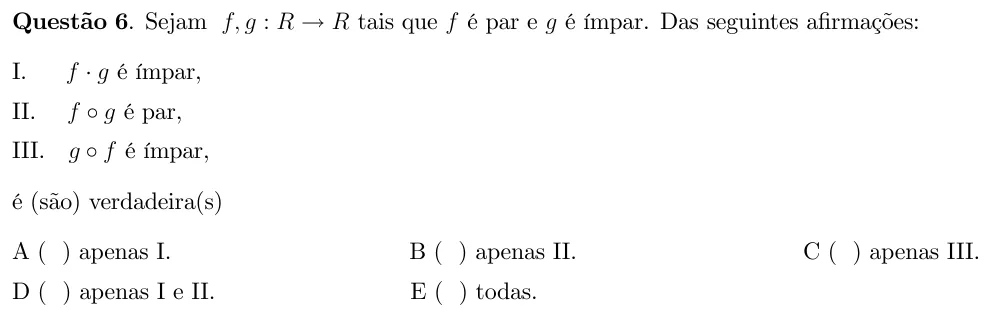 Questão 6. Sejam f, g : R → R tais que f é par e g é ímpar. Das seguintes afirmações:
I. f · g é ímpar,
II. f ∘ g é par,
III. g ∘ f é ímpar,
é (são) verdadeira(s)
A ( ) apenas I. B ( ) apenas II. C ( ) apenas III.
D ( ) apenas I e II. E ( ) todas.